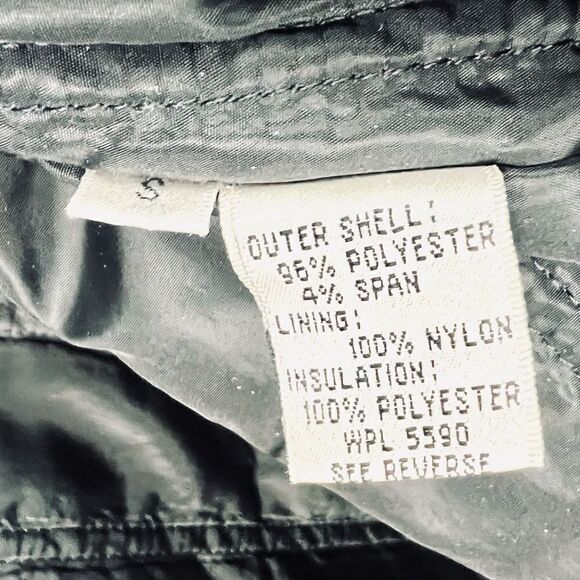 S
OUTER SHELL:
96% POLYESTER
4% SPAN
LINING:
100% NYLON
INSULATION:
100% POLYESTER
WPL 5590
SEE REVERSE